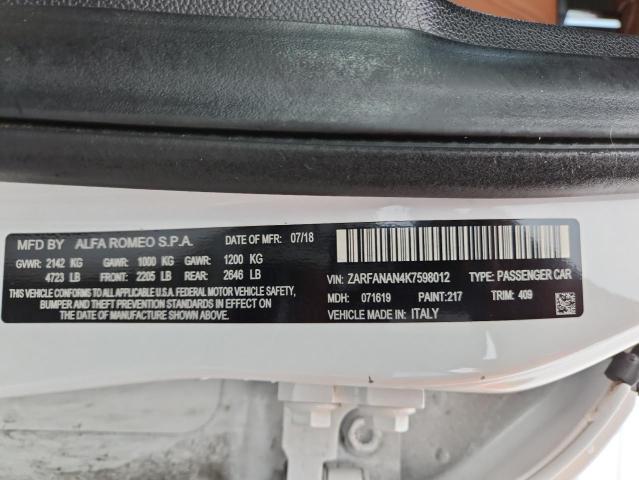 MFD BY ALFA ROMEO S.P.A. DATE OF MFR: 07/18
GVWR: 2142 KG GAWR: 1000 KG GAWR: 1200 KG
4723 LB FRONT: 2205 LB REAR: 2646 LB
THIS VEHICLE CONFORMS TO ALL APPLICABLE U.S.A. FEDERAL MOTOR VEHICLE SAFETY,
BUMPER AND THEFT PREVENTION STANDARDS IN EFFECT ON
THE DATE OF MANUFACTURE SHOWN ABOVE.
VIN: ZARFANAN4K7598012 TYPE: PASSENGER CAR
MDH: 071619 PAINT: 217 TRIM: 409
VEHICLE MADE IN: ITALY